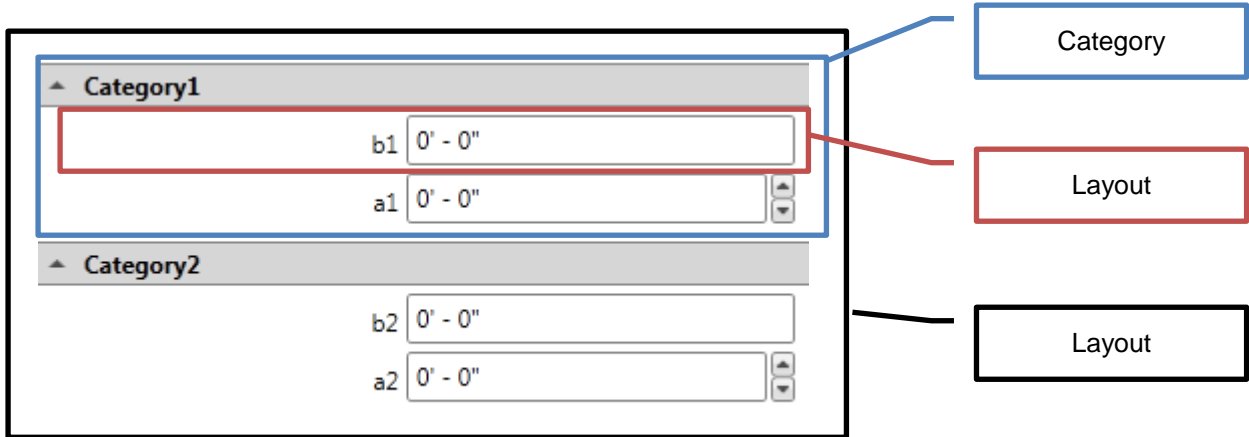 Category
Category1
b1 0' - 0"
Layout
a1 0' - 0"
Category2
b2 0' - 0"
Layout
a2 0' - 0"